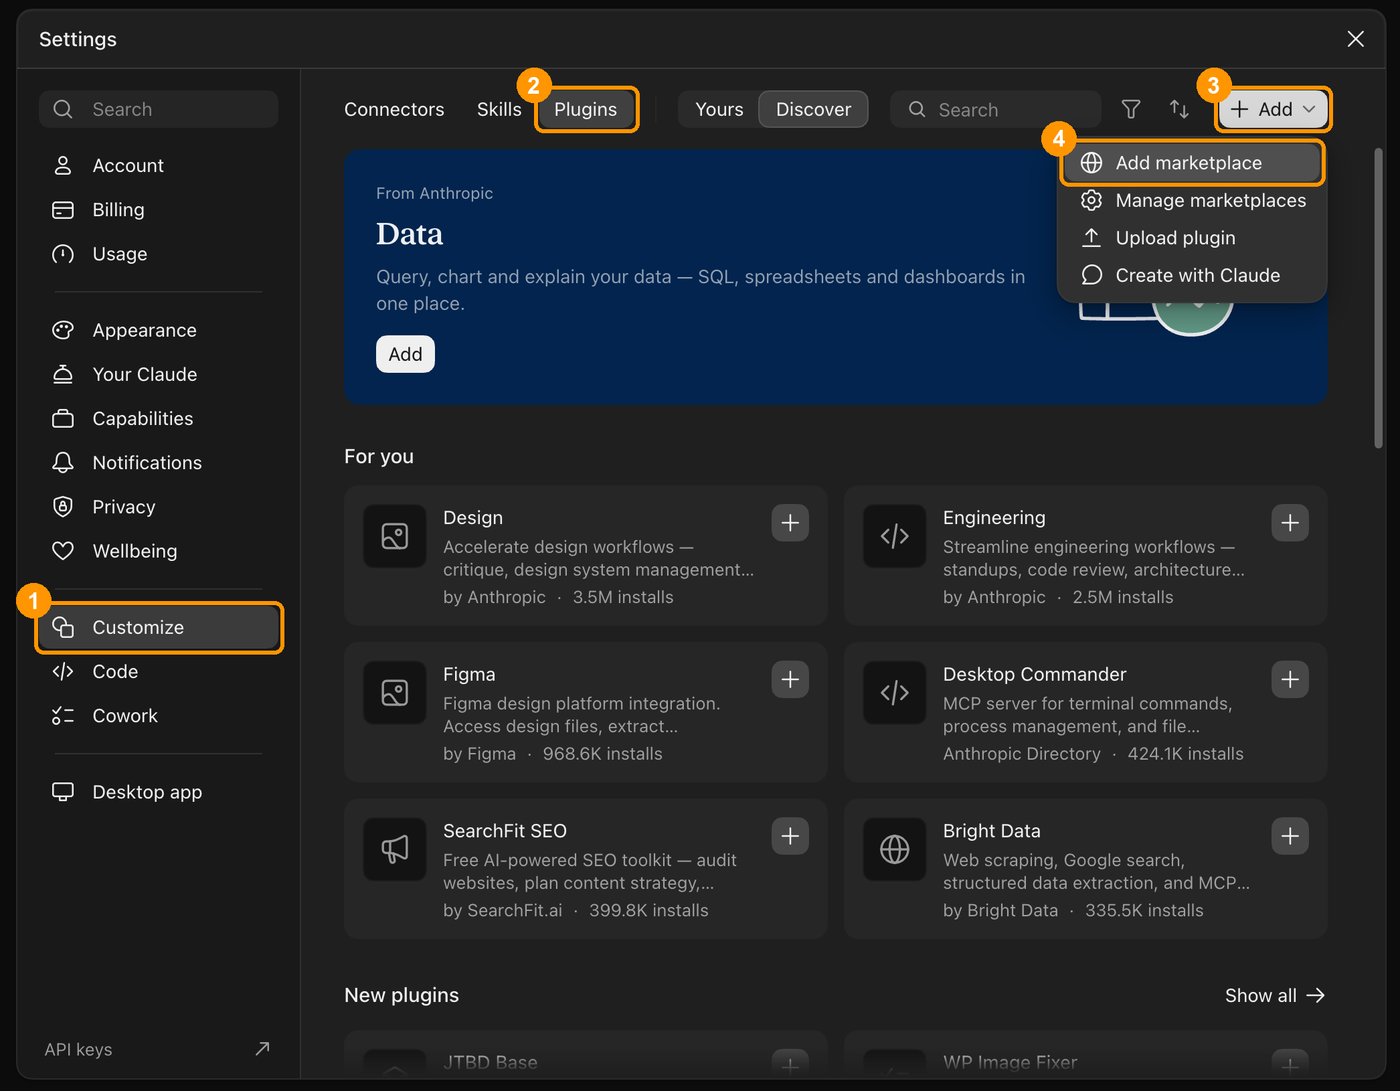 Settings
Search
Account
Billing
Usage
Appearance
Your Claude
Capabilities
Notifications
Privacy
Wellbeing
1
Customize
Code
Cowork
Desktop app
API keys
Connectors
Skills
2
Plugins
Yours
Discover
Search
3
Add
4
Add marketplace
Manage marketplaces
Upload plugin
Create with Claude
From Anthropic
Data
Query, chart and explain your data — SQL, spreadsheets and dashboards in
one place.
Add
For you
Design
Accelerate design workflows —
critique, design system management...
by Anthropic · 3.5M installs
Engineering
Streamline engineering workflows —
standups, code review, architecture...
by Anthropic · 2.5M installs
Figma
Figma design platform integration.
Access design files, extract...
by Figma · 968.6K installs
Desktop Commander
MCP server for terminal commands,
process management, and file...
Anthropic Directory · 424.1K installs
SearchFit SEO
Free AI-powered SEO toolkit — audit
websites, plan content strategy,...
by SearchFit.ai · 399.8K installs
Bright Data
Web scraping, Google search,
structured data extraction, and MCP...
by Bright Data · 335.5K installs
New plugins
Show all
JTBD Base
WP Image Fixer